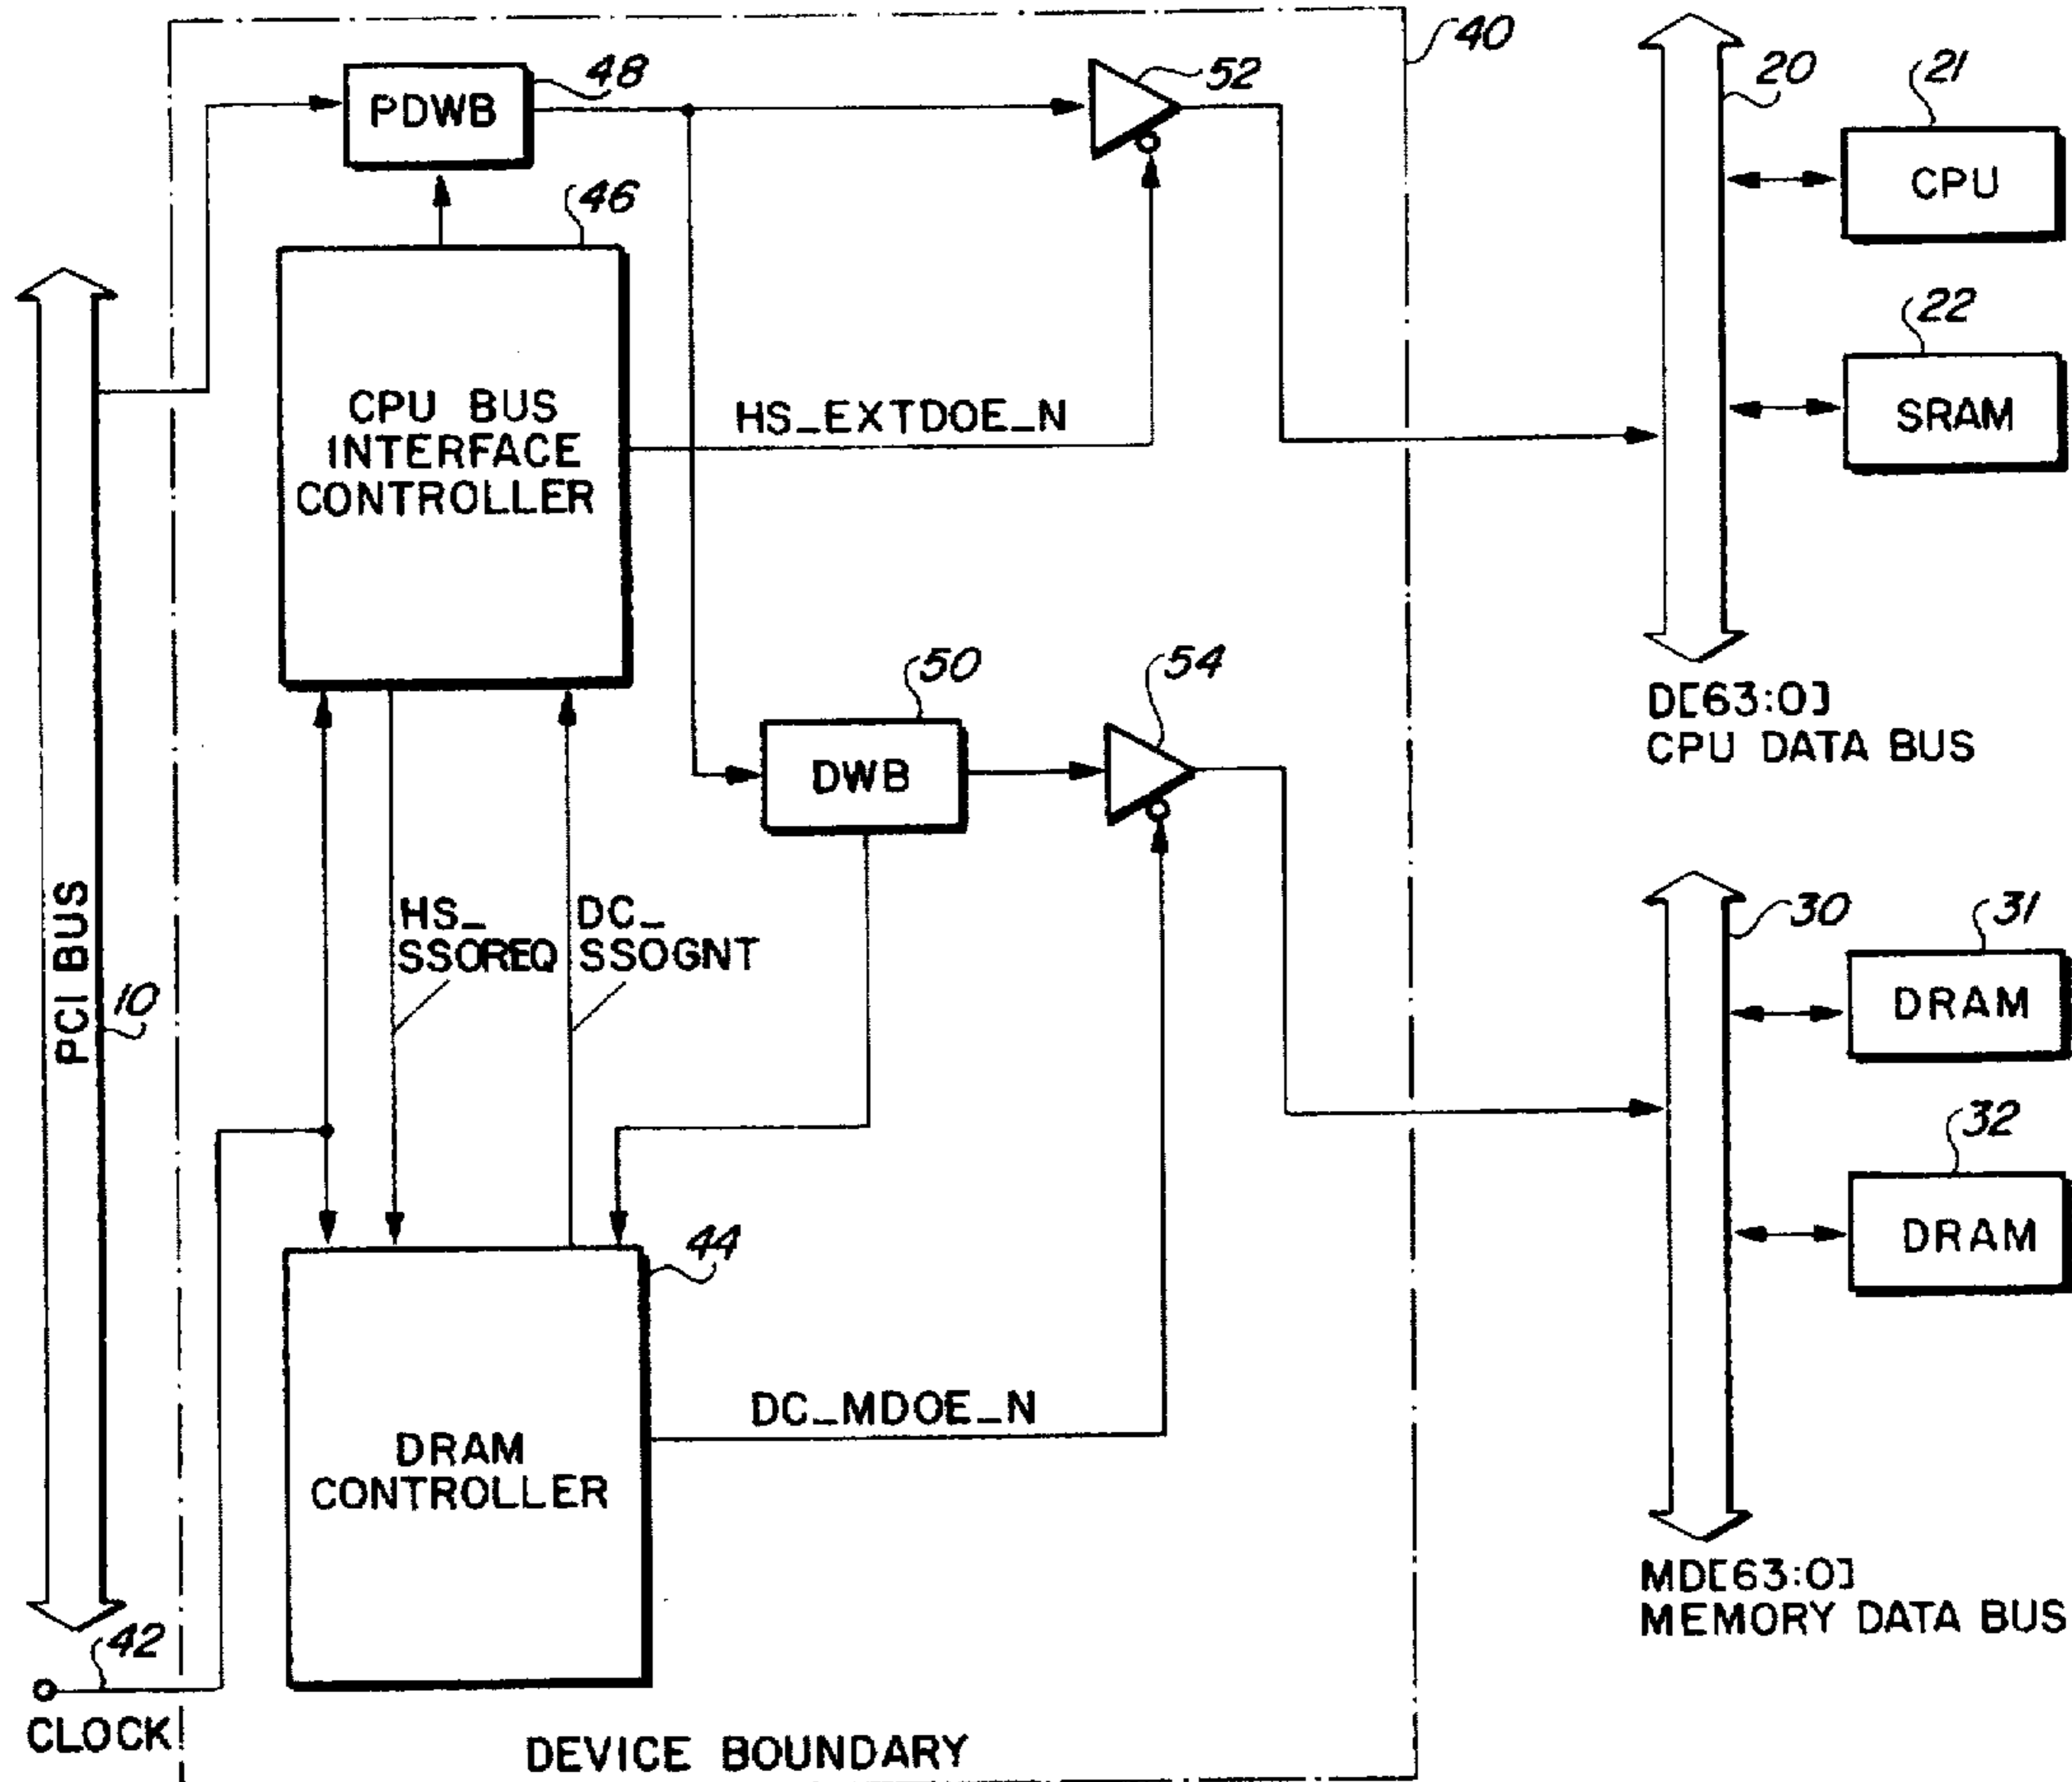 40
48
52
21
20
PDWB
CPU
46
22
CPU BUS
INTERFACE
CONTROLLER
HS_EXTDOE_N
SRAM
50
54
D[63:0]
CPU DATA BUS
DWB
HS_
SSOREQ
DC_
SSOGNT
PCI BUS
10
30
31
DRAM
32
DRAM
44
DC_MDOE_N
DRAM
CONTROLLER
MD[63:0]
MEMORY DATA BUS
42
CLOCK
DEVICE BOUNDARY